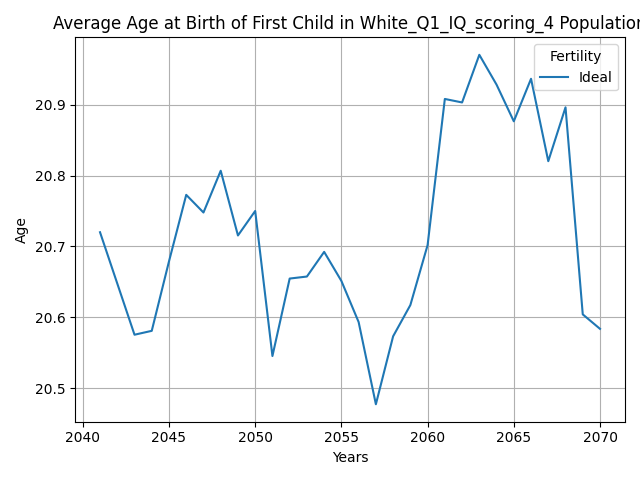 Average Age at Birth of First Child in White_Q1_IQ_scoring_4 Population
Fertility
Ideal
20.9
20.8
20.7
20.6
20.5
Age
2040 2045 2050 2055 2060 2065 2070
Years